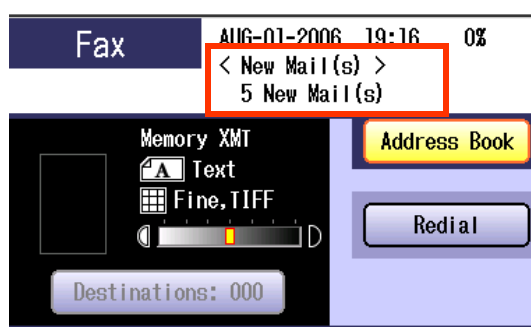 Fax
AUG-01-2006 19:16 0%
< New Mail(s) >
5 New Mail(s)
Memory XMT
A Text
Fine,TIFF
Destinations: 000
Address Book
Redial